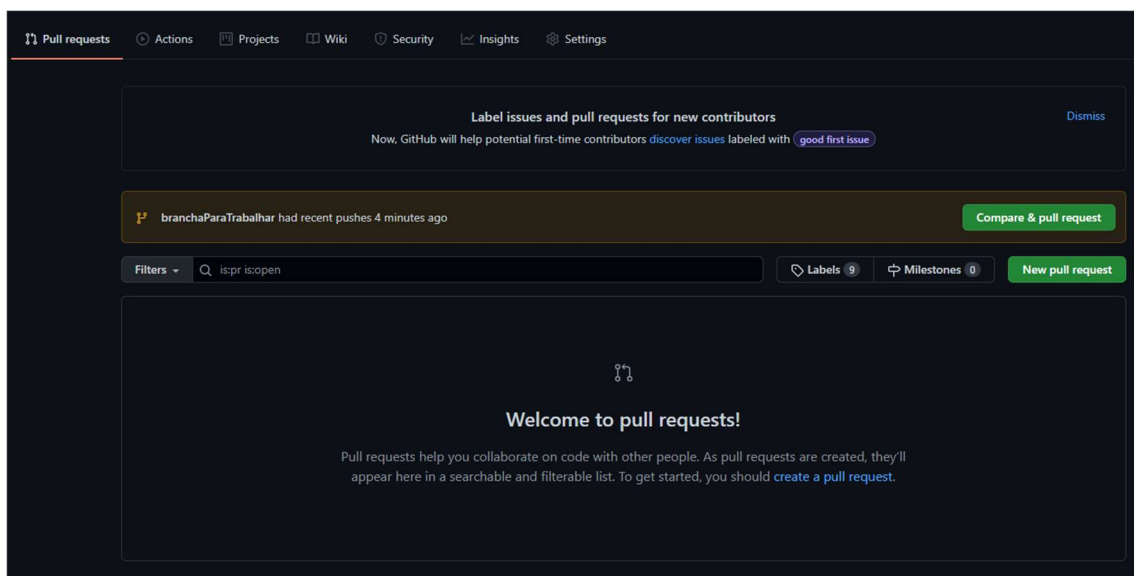 Pull requests Actions Projects Wiki Security Insights Settings
Label issues and pull requests for new contributors Dismiss
Now, GitHub will help potential first-time contributors discover issues labeled with good first issue
branchaParaTrabalhar had recent pushes 4 minutes ago Compare & pull request
Filters is:pr is:open Labels 9 Milestones 0 New pull request
Welcome to pull requests!
Pull requests help you collaborate on code with other people. As pull requests are created, they'll
appear here in a searchable and filterable list. To get started, you should create a pull request.